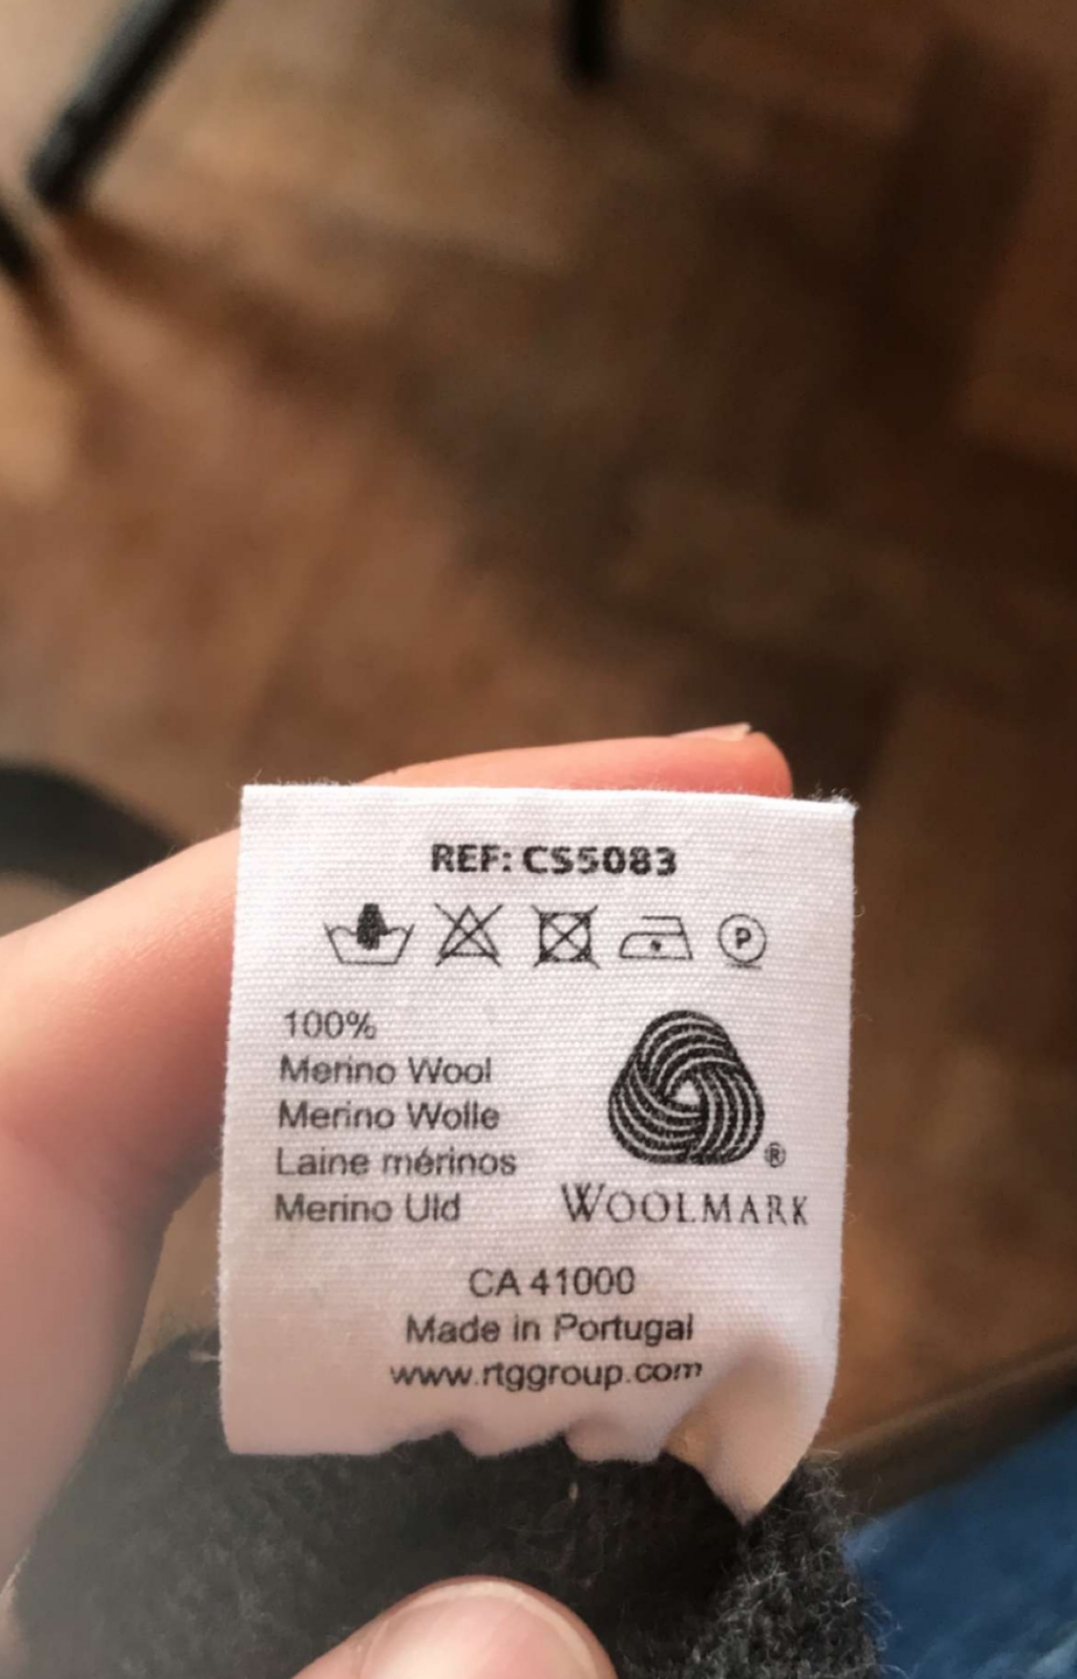 REF: CS5083
P
100%
Merino Wool
Merino Wolle
Laine mérinos
Merino Uld
®
WOOLMARK
CA 41000
Made in Portugal
www.rtggroup.com